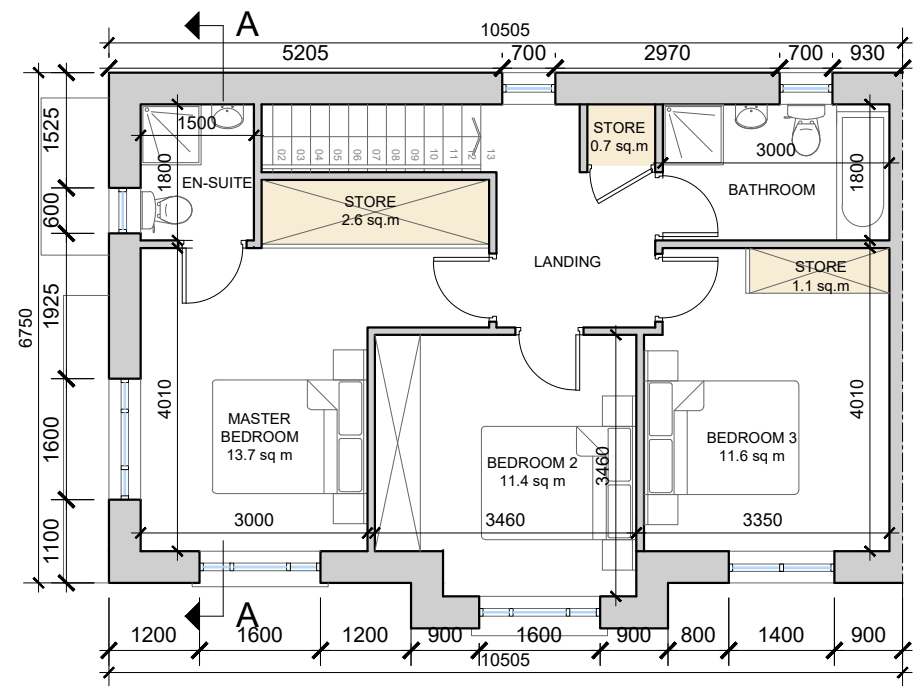 A
10505
5205
700
2970
700
930
1525
600
1925
6750
1600
1100
1500
1800
EN-SUITE
02
03
04
05
06
07
08
09
10
11
12
13
STORE
0.7 sq.m
3000
1800
BATHROOM
STORE
2.6 sq.m
LANDING
STORE
1.1 sq.m
4010
MASTER
BEDROOM
13.7 sq m
BEDROOM 2
11.4 sq m
3460
BEDROOM 3
11.6 sq m
4010
3000
3460
3350
A
1200
1600
1200
900
1600
900
800
1400
900
10505